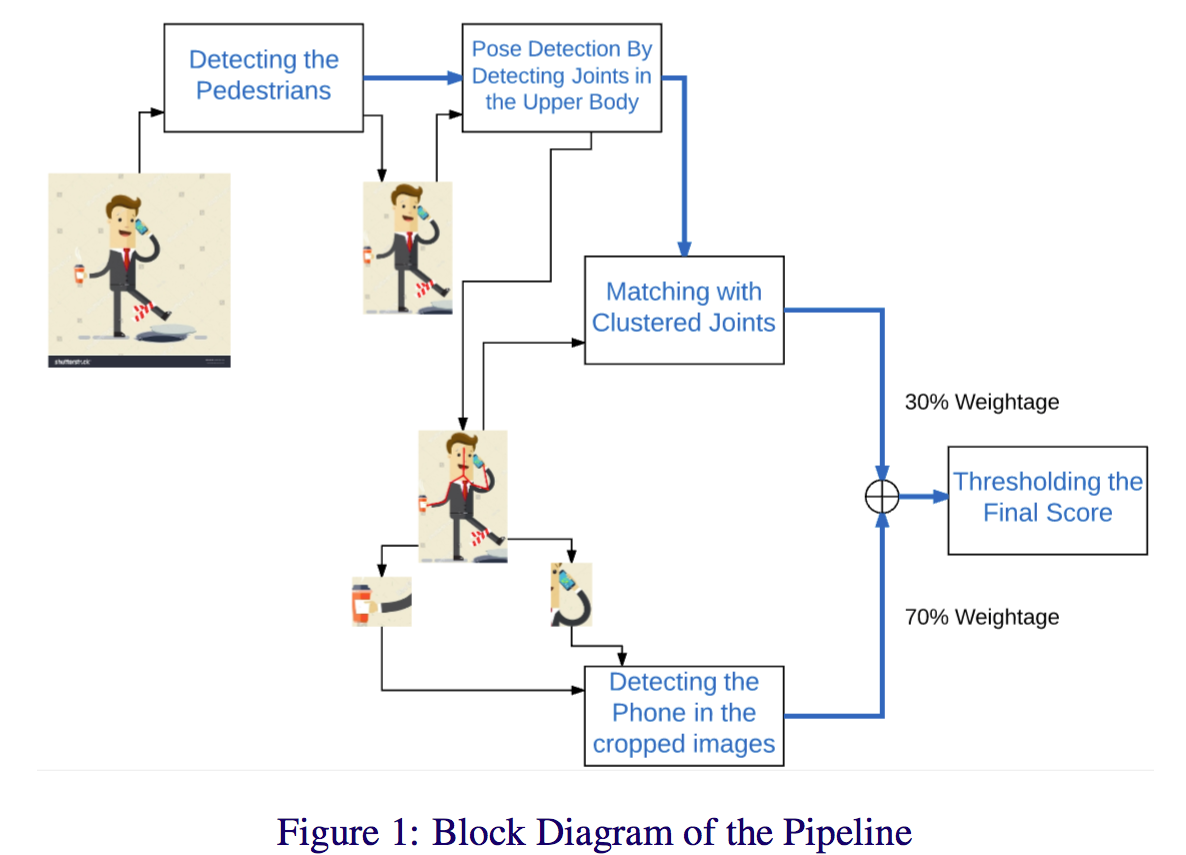 Detecting the
Pedestrians
Pose Detection By
Detecting Joints in
the Upper Body
shutterstock
Matching with
Clustered Joints
30% Weightage
Thresholding the
Final Score
70% Weightage
Detecting the
Phone in the
cropped images
Figure 1: Block Diagram of the Pipeline